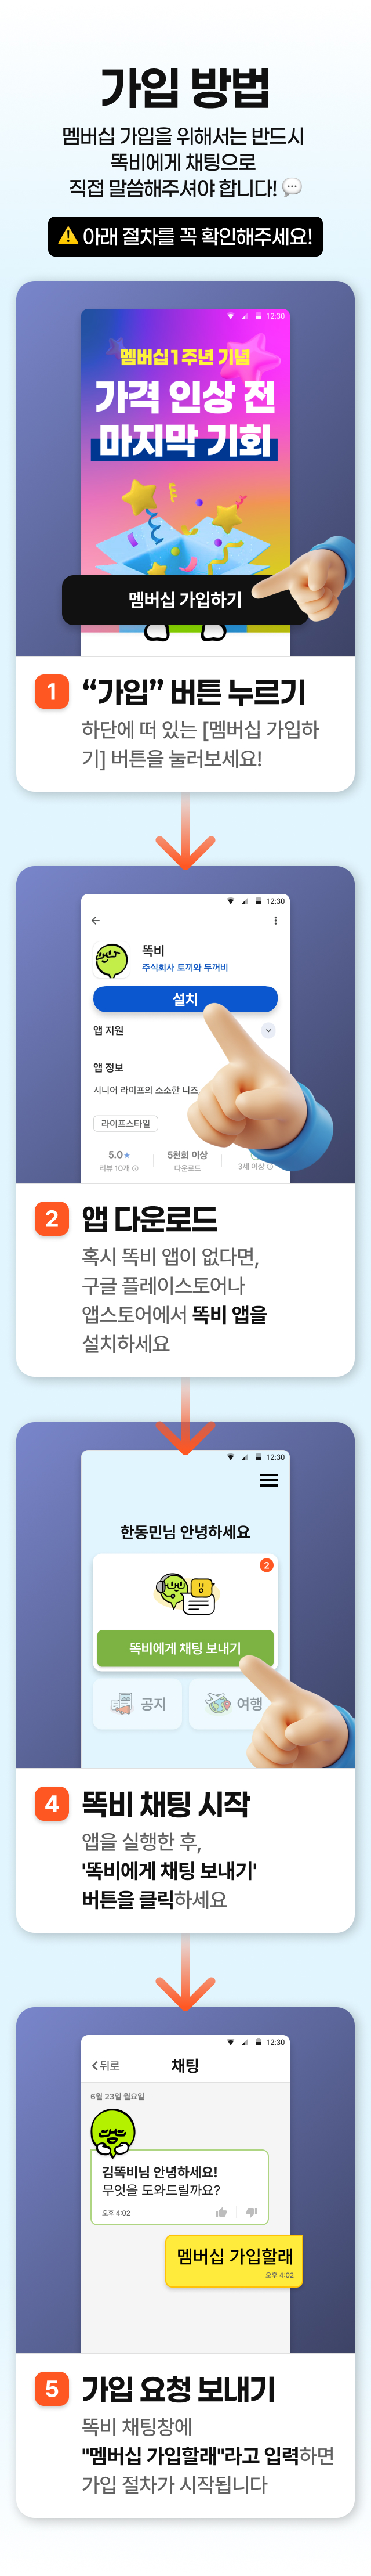 가입 방법
멤버십 가입을 위해서는 반드시
똑비에게 채팅으로
직접 말씀해주셔야 합니다! 💬
⚠️ 아래 절차를 꼭 확인해주세요!
12:30
멤버십1주년 기념
가격 인상 전
마지막 기회
멤버십 가입하기
1 “가입” 버튼 누르기
하단에 떠 있는 [멤버십 가입하
기] 버튼을 눌러보세요!
12:30
똑비
주식회사 토끼와 두꺼비
설치
앱 지원
앱 정보
시니어 라이프의 소소한 니즈
라이프스타일
5.0★ 5천회 이상
리뷰 10개 다운로드 3세 이상
2 앱 다운로드
혹시 똑비 앱이 없다면,
구글 플레이스토어나
앱스토어에서 똑비 앱을
설치하세요
12:30
한동민님 안녕하세요
2
똑비에게 채팅 보내기
공지 여행
4 똑비 채팅 시작
앱을 실행한 후,
'똑비에게 채팅 보내기'
버튼을 클릭하세요
12:30
뒤로 채팅
6월 23일 월요일
김똑비님 안녕하세요!
무엇을 도와드릴까요?
오후 4:02
멤버십 가입할래
오후 4:02
5 가입 요청 보내기
똑비 채팅창에
"멤버십 가입할래"라고 입력하면
가입 절차가 시작됩니다